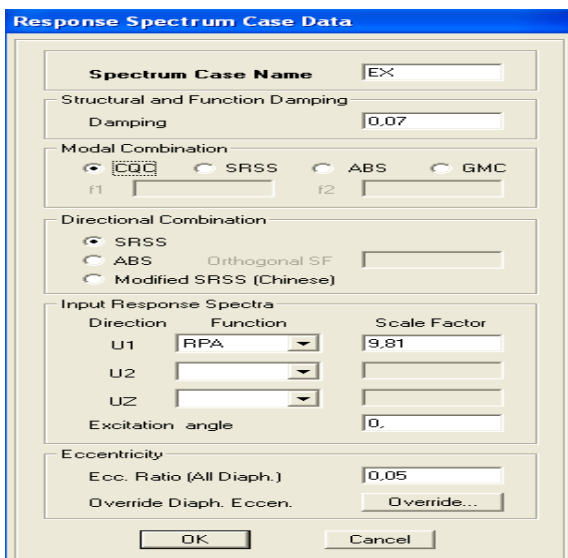 Response Spectrum Case Data
Spectrum Case Name EX
Structural and Function Damping
Damping 0,07
Modal Combination
CQC SRSS ABS GMC
f1 f2
Directional Combination
SRSS
ABS Orthogonal SF
Modified SRSS (Chinese)
Input Response Spectra
Direction Function Scale Factor
U1 RPA 9,81
U2
UZ
Excitation angle 0,
Eccentricity
Ecc. Ratio (All Diaph.) 0,05
Override Diaph. Eccen. Override...
OK Cancel